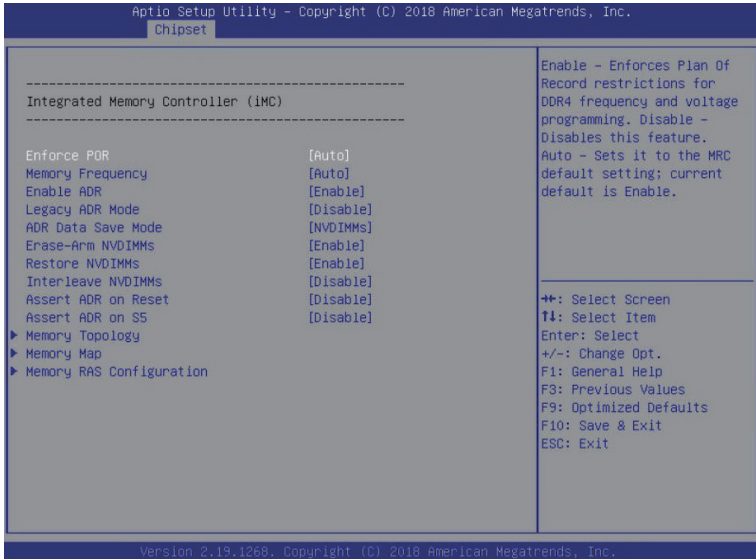 Aptio Setup Utility – Copyright (C) 2018 American Megatrends, Inc.
Chipset
------------------------------------------------
Integrated Memory Controller (iMC)
------------------------------------------------
Enforce POR [Auto]
Memory Frequency [Auto]
Enable ADR [Enable]
Legacy ADR Mode [Disable]
ADR Data Save Mode [NVDIMMs]
Erase-Arm NVDIMMs [Enable]
Restore NVDIMMs [Enable]
Interleave NVDIMMs [Disable]
Assert ADR on Reset [Disable]
Assert ADR on S5 [Disable]
Memory Topology
Memory Map
Memory RAS Configuration
Enable – Enforces Plan Of
Record restrictions for
DDR4 frequency and voltage
programming. Disable –
Disables this feature.
Auto – Sets it to the MRC
default setting; current
default is Enable.
→←: Select Screen
↑↓: Select Item
Enter: Select
+/-: Change Opt.
F1: General Help
F3: Previous Values
F9: Optimized Defaults
F10: Save & Exit
ESC: Exit
Version 2.19.1268. Copyright (C) 2018 American Megatrends, Inc.